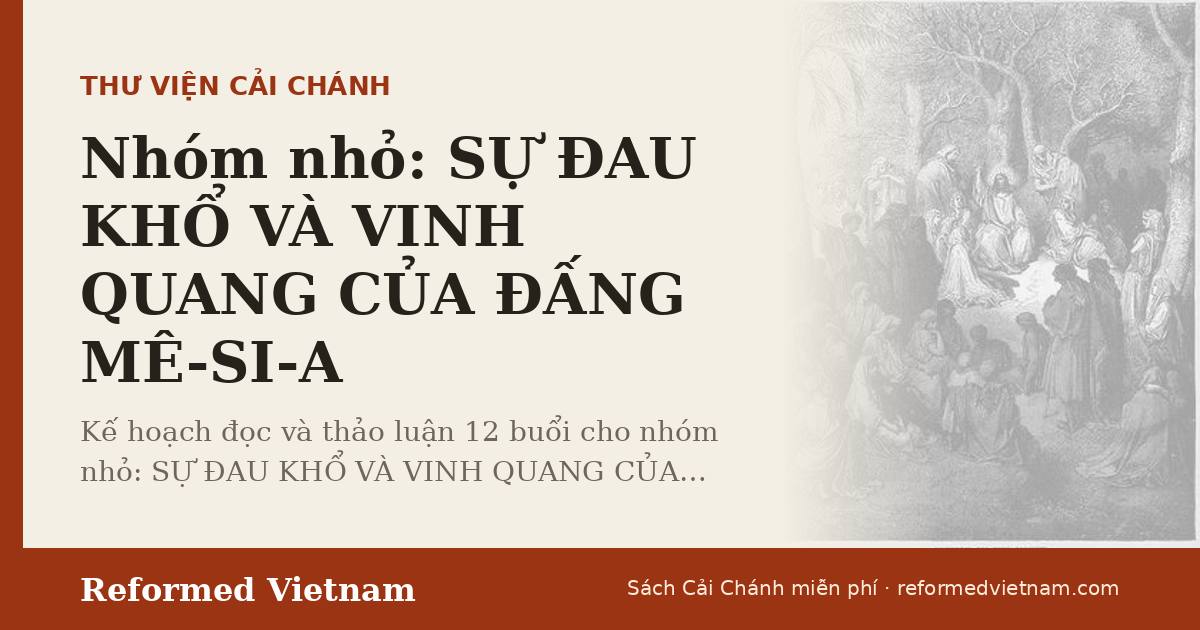 THƯ VIỆN CẢI CHÁNH
Nhóm nhỏ: SỰ ĐAU
KHỔ VÀ VINH
QUANG CỦA ĐẤNG
MÊ-SI-A
Kế hoạch đọc và thảo luận 12 buổi cho nhóm
nhỏ: SỰ ĐAU KHỔ VÀ VINH QUANG CỦA...
Reformed Vietnam
Sách Cải Chánh miễn phí · reformedvietnam.com